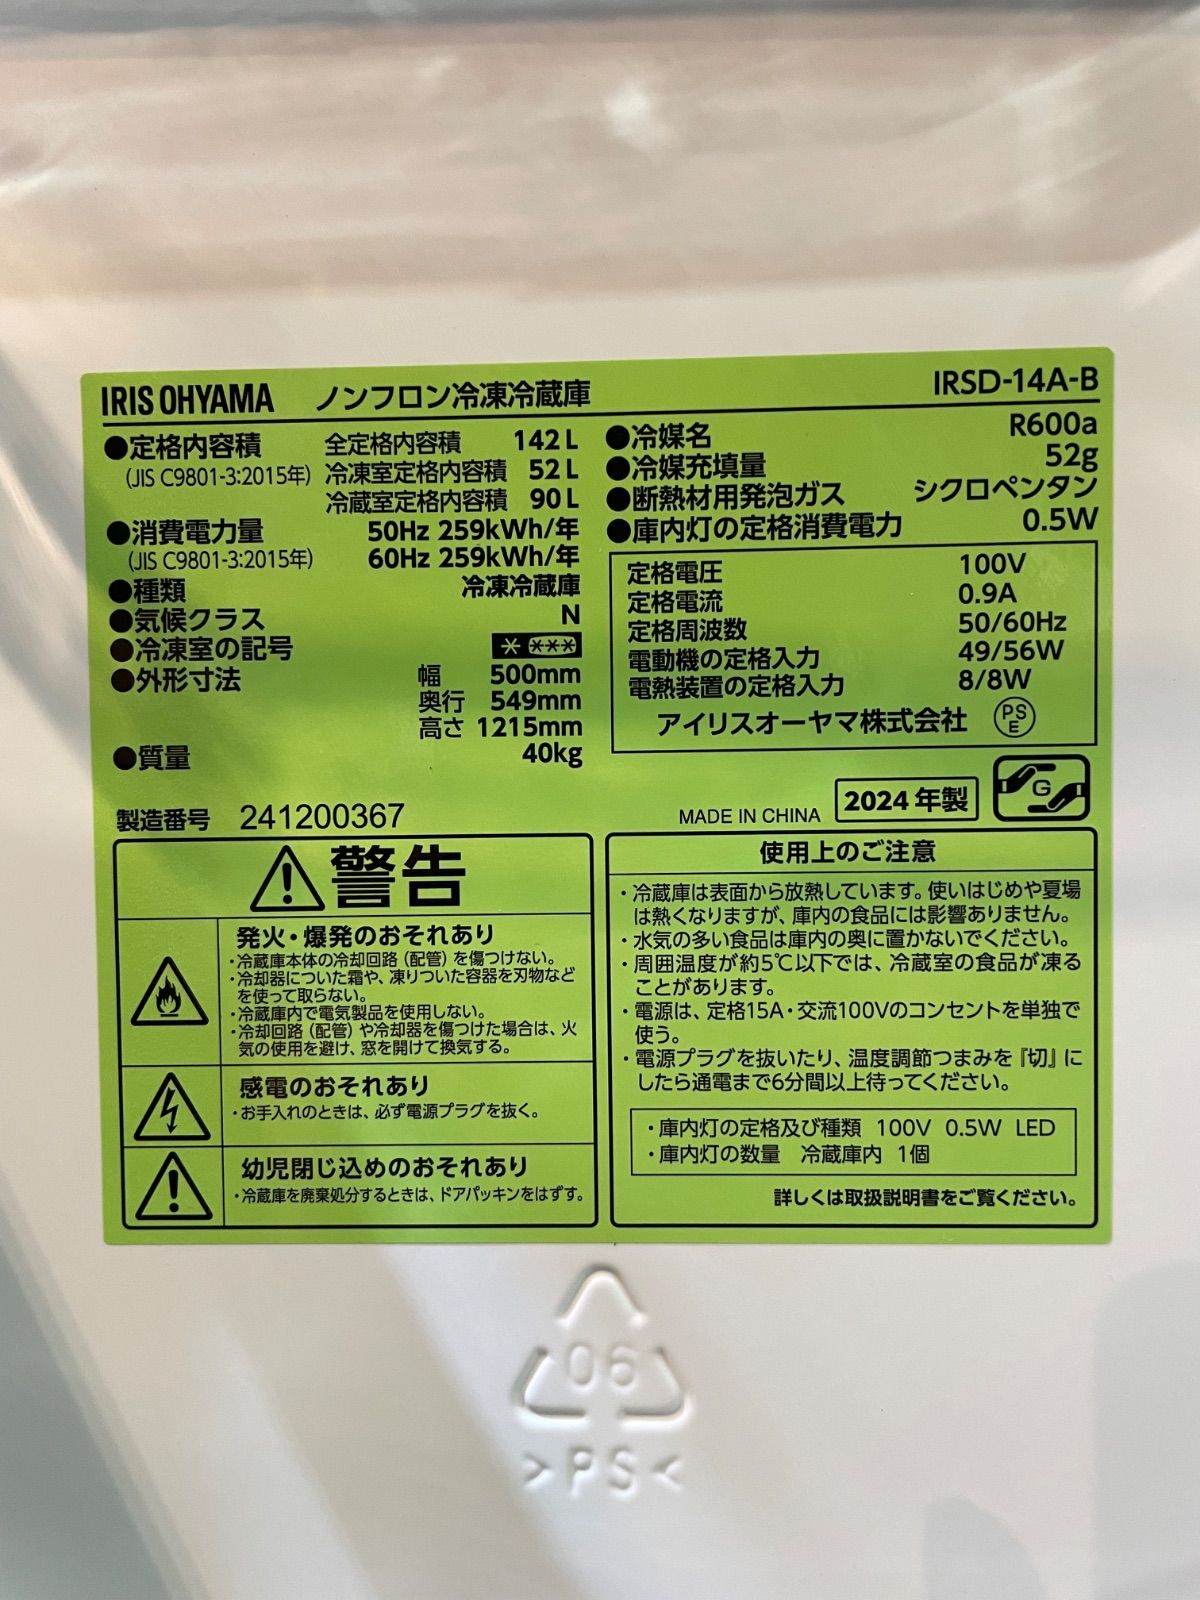 IRIS OHYAMA ノンフロン冷凍冷蔵庫 IRSD-14A-B
●定格内容積 全定格内容積 142L
(JIS C9801-3:2015年) 冷凍室定格内容積 52L
冷蔵室定格内容積 90L
●消費電力量 50Hz 259kWh/年
(JIS C9801-3:2015年) 60Hz 259kWh/年
●種類 冷凍冷蔵庫
●気候クラス N
●冷凍室の記号 * ***
●外形寸法 幅 500mm
奥行 549mm
高さ 1215mm
●質量 40kg
製造番号 241200367
●冷媒名 R600a
●冷媒充填量 52g
●断熱材用発泡ガス シクロペンタン
●庫内灯の定格消費電力 0.5W
定格電圧 100V
定格電流 0.9A
定格周波数 50/60Hz
電動機の定格入力 49/56W
電熱装置の定格入力 8/8W
アイリスオーヤマ株式会社 PS E
MADE IN CHINA 2024年製 G
警告
発火・爆発のおそれあり
・冷蔵庫本体の冷却回路(配管)を傷つけない。
・冷却器についた霜や、凍りついた容器を刃物など
を使って取らない。
・冷蔵庫内で電気製品を使用しない。
・冷却回路(配管)や冷却器を傷つけた場合は、火
気の使用を避け、窓を開けて換気する。
感電のおそれあり
・お手入れのときは、必ず電源プラグを抜く。
幼児閉じ込めのおそれあり
・冷蔵庫を廃棄処分するときは、ドアパッキンをはずす。
使用上のご注意
・冷蔵庫は表面から放熱しています。使いはじめや夏場
は熱くなりますが、庫内の食品には影響ありません。
・水気の多い食品は庫内の奥に置かないでください。
・周囲温度が約5℃以下では、冷蔵室の食品が凍る
ことがあります。
・電源は、定格15A・交流100Vのコンセントを単独で
使う。
・電源プラグを抜いたり、温度調節つまみを『切』に
したら通電まで6分間以上待ってください。
・庫内灯の定格及び種類 100V 0.5W LED
・庫内灯の数量 冷蔵庫内 1個
詳しくは取扱説明書をご覧ください。
06
>PS<